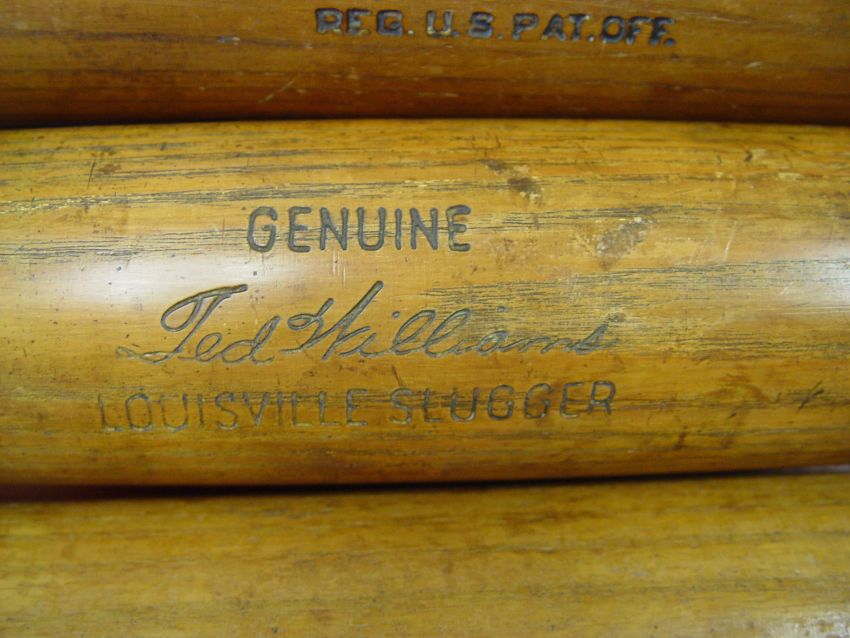 REG. U.S. PAT. OFF.
GENUINE
Ted Williams
LOUISVILLE SLUGGER